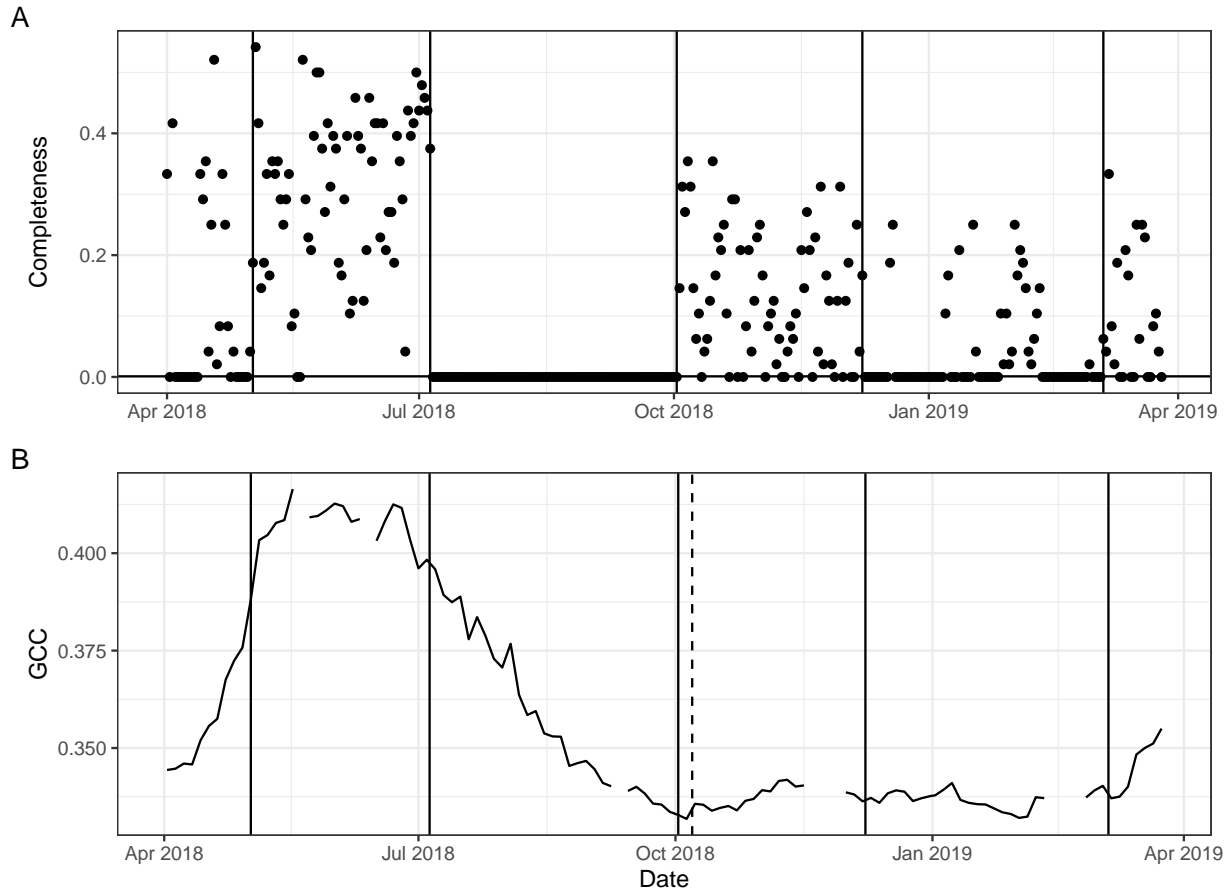 A
Completeness
0.4
0.2
0.0
Apr 2018
Jul 2018
Oct 2018
Jan 2019
Apr 2019
B
GCC
0.400
0.375
0.350
Apr 2018
Jul 2018
Oct 2018
Jan 2019
Apr 2019
Date